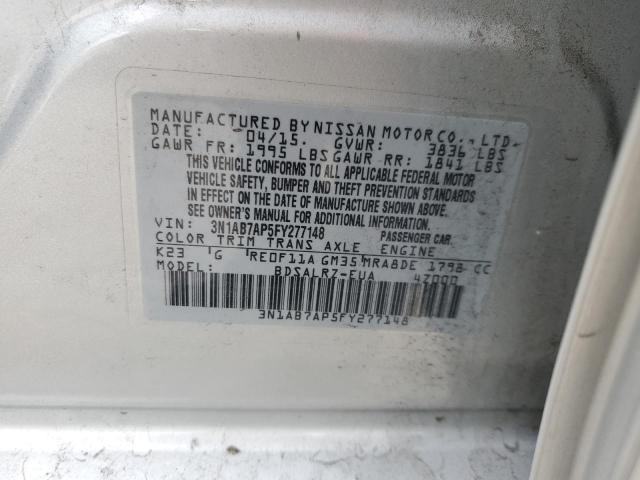 MANUFACTURED BY NISSAN MOTOR CO., LTD.
DATE: 04/15. GVWR: 3836 LBS
GAWR FR: 1995 LBS GAWR RR: 1841 LBS
THIS VEHICLE CONFORMS TO ALL APPLICABLE FEDERAL MOTOR
VEHICLE SAFETY, BUMPER AND THEFT PREVENTION STANDARDS
IN EFFECT ON THE DATE OF MANUFACTURE SHOWN ABOVE.
SEE OWNER'S MANUAL FOR ADDITIONAL INFORMATION.
VIN: 3N1AB7AP5FY277148 PASSENGER CAR.
COLOR TRIM TRANS AXLE ENGINE
K23 G RE0F11A GM35 MRA8DE 1798 CC
MODEL: BDSALRZ-EUA 4Z000
3N1AB7AP5FY277148